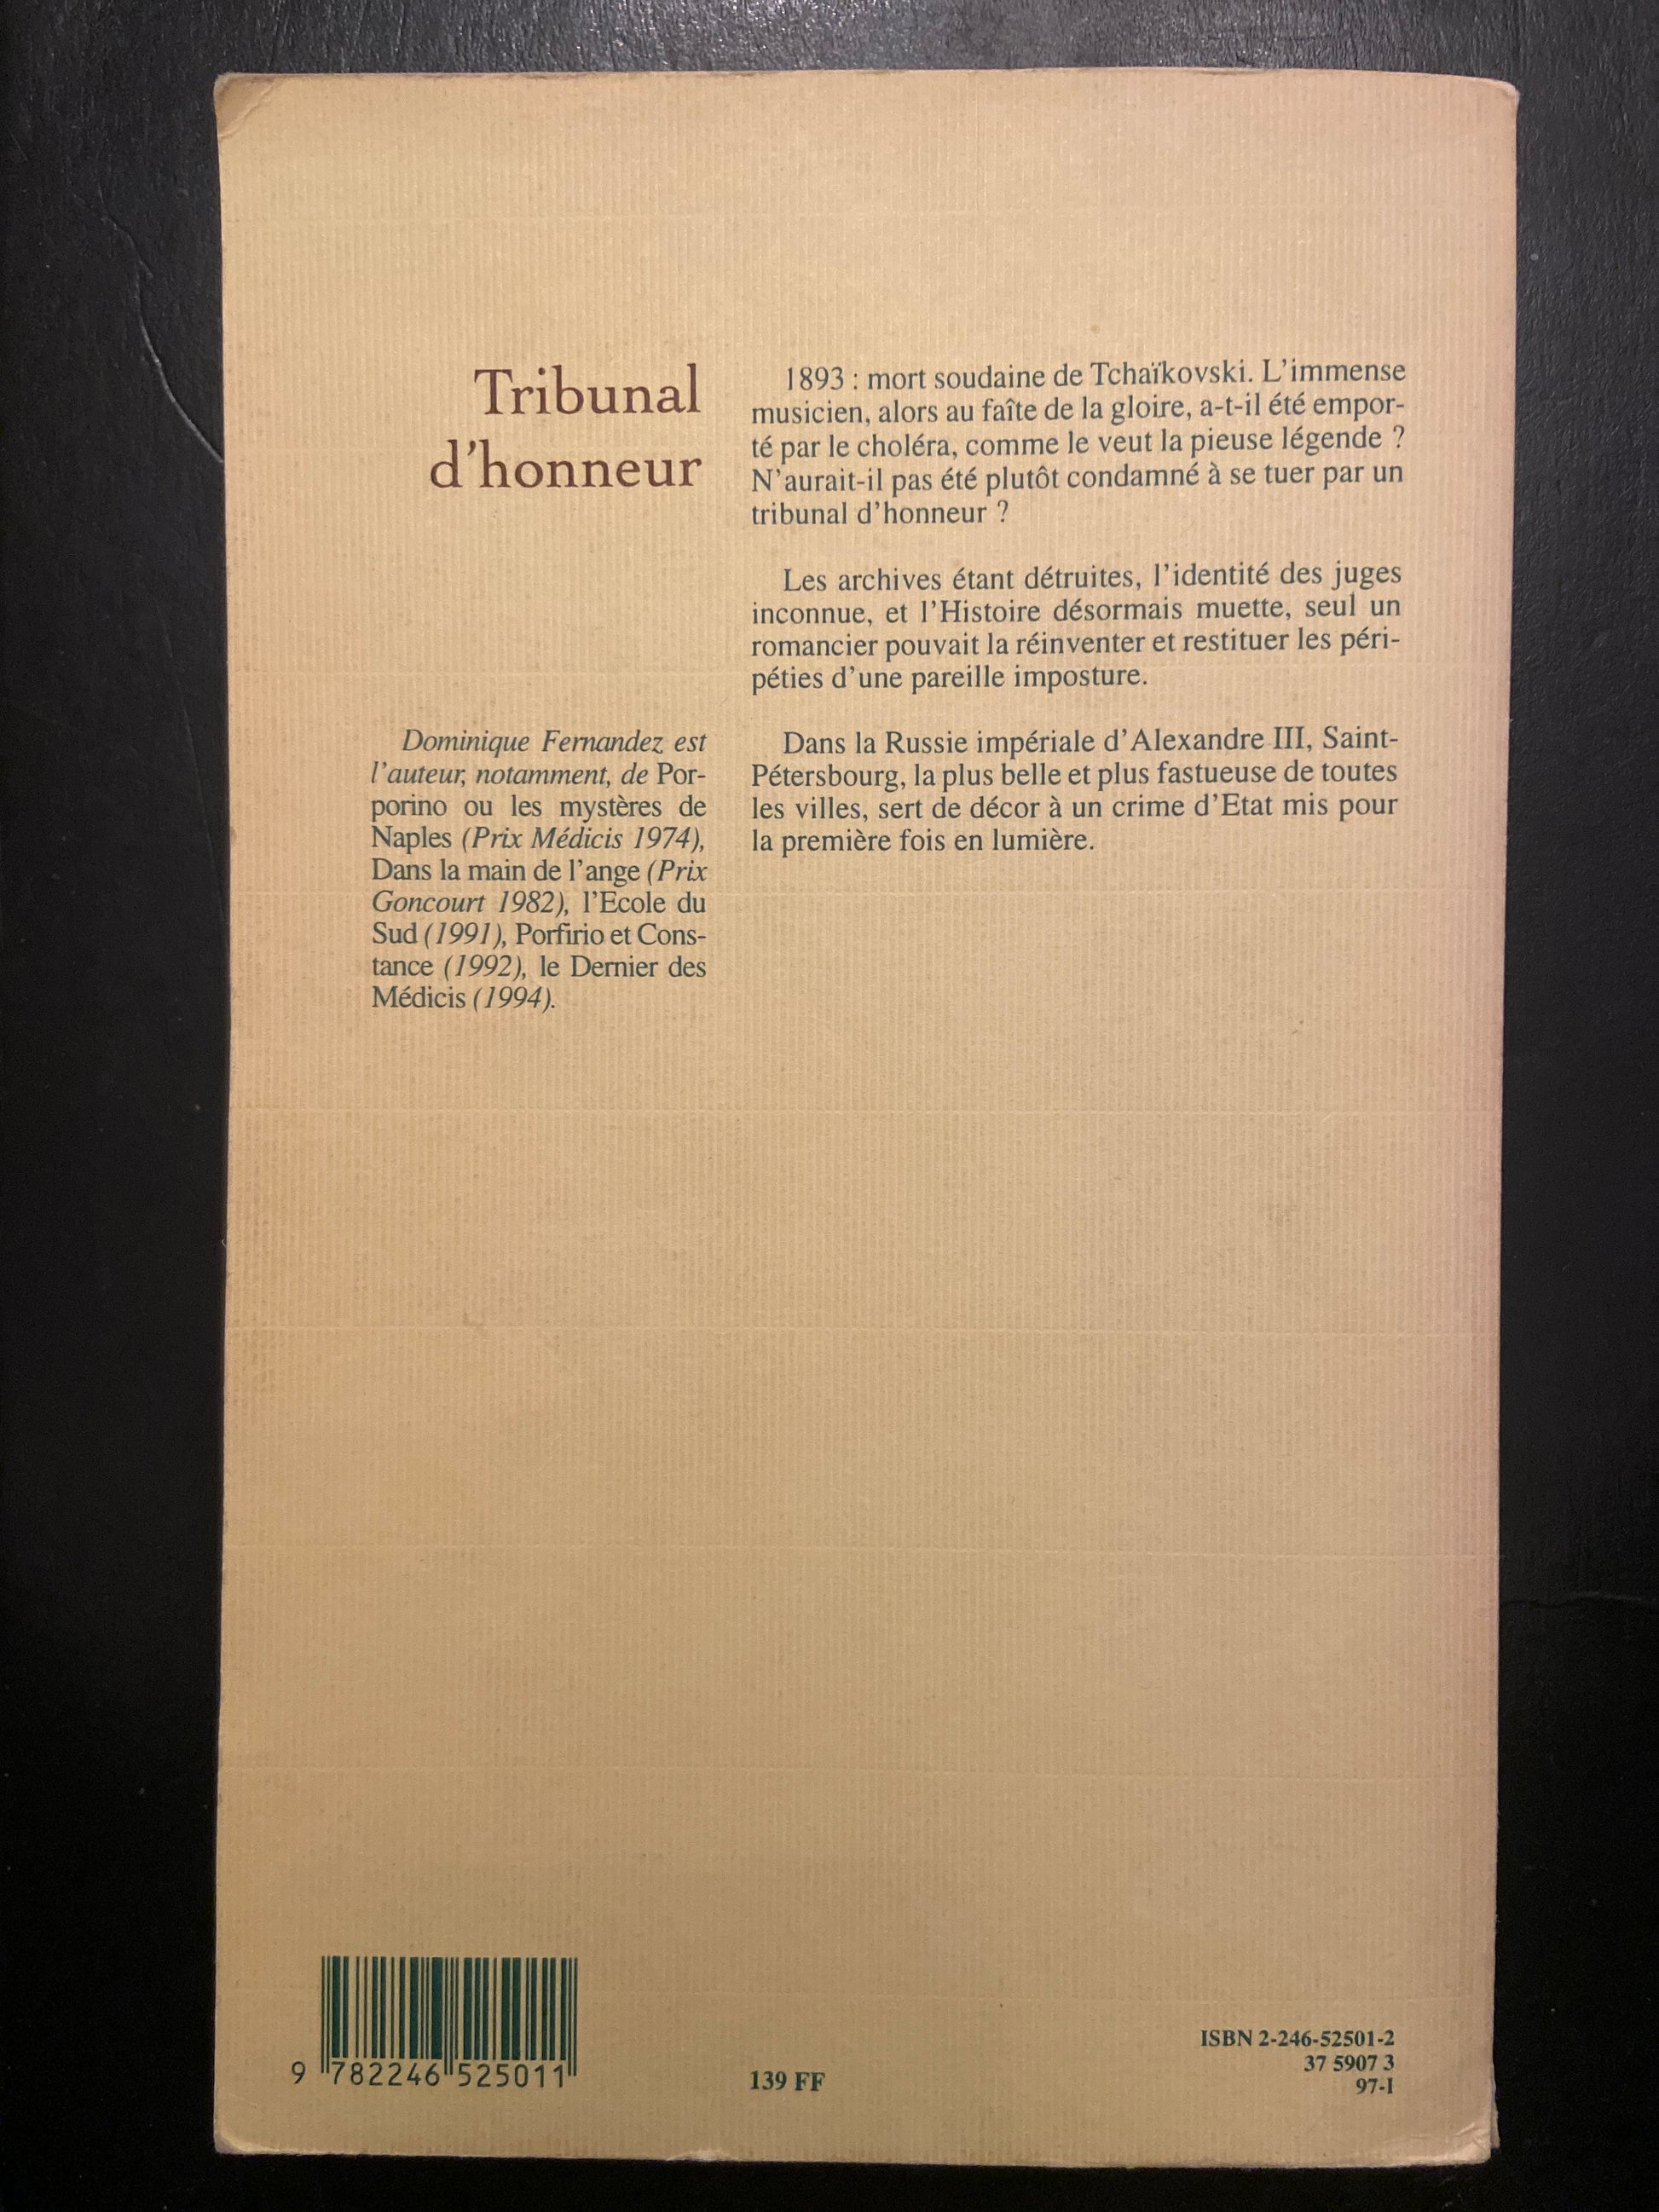 Tribunal
d'honneur
1893 : mort soudaine de Tchaïkovski. L'immense
musicien, alors au faîte de la gloire, a-t-il été empor-
té par le choléra, comme le veut la pieuse légende ?
N'aurait-il pas été plutôt condamné à se tuer par un
tribunal d'honneur ?
Les archives étant détruites, l'identité des juges
inconnue, et l'Histoire désormais muette, seul un
romancier pouvait la réinventer et restituer les péri-
péties d'une pareille imposture.
Dans la Russie impériale d'Alexandre III, Saint-
Pétersbourg, la plus belle et plus fastueuse de toutes
les villes, sert de décor à un crime d'Etat mis pour
la première fois en lumière.
Dominique Fernandez est
l'auteur, notamment, de Por-
porino ou les mystères de
Naples (Prix Médicis 1974),
Dans la main de l'ange (Prix
Goncourt 1982), l'Ecole du
Sud (1991), Porfirio et Cons-
tance (1992), le Dernier des
Médicis (1994).
9 782246 525011
139 FF
ISBN 2-246-52501-2
37 5907 3
97-I